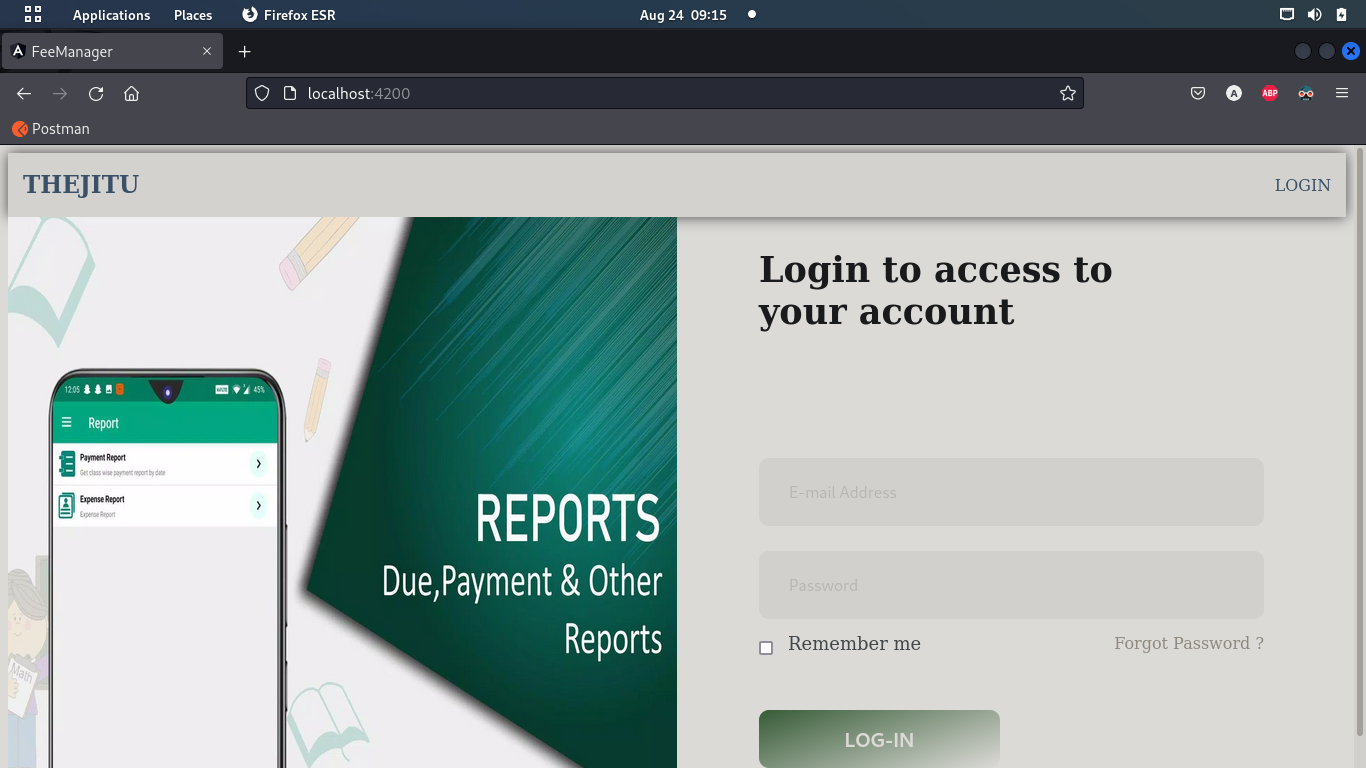 Applications Places Firefox ESR Aug 24 09:15
FeeManager
localhost:4200
A ABP
Postman
THEJITU LOGIN
12:05 45%
Report
Payment Report
Get class wise payment report by date
Expense Report
Expense Report
Math
REPORTS
Due,Payment & Other
Reports
Login to access to
your account
E-mail Address
Password
Remember me Forgot Password ?
LOG-IN